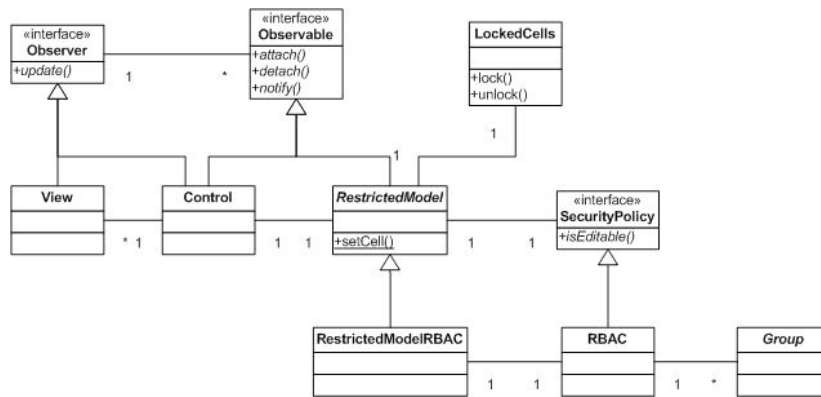 «interface»
Observer
+update()
«interface»
Observable
+attach()
+detach()
+notify()
LockedCells
+lock()
+unlock()
1
*
1
1
View
Control
RestrictedModel
+setCell()
«interface»
SecurityPolicy
+isEditable()
* 1
1 1
1 1
RestrictedModelRBAC
RBAC
Group
1 1
1 *